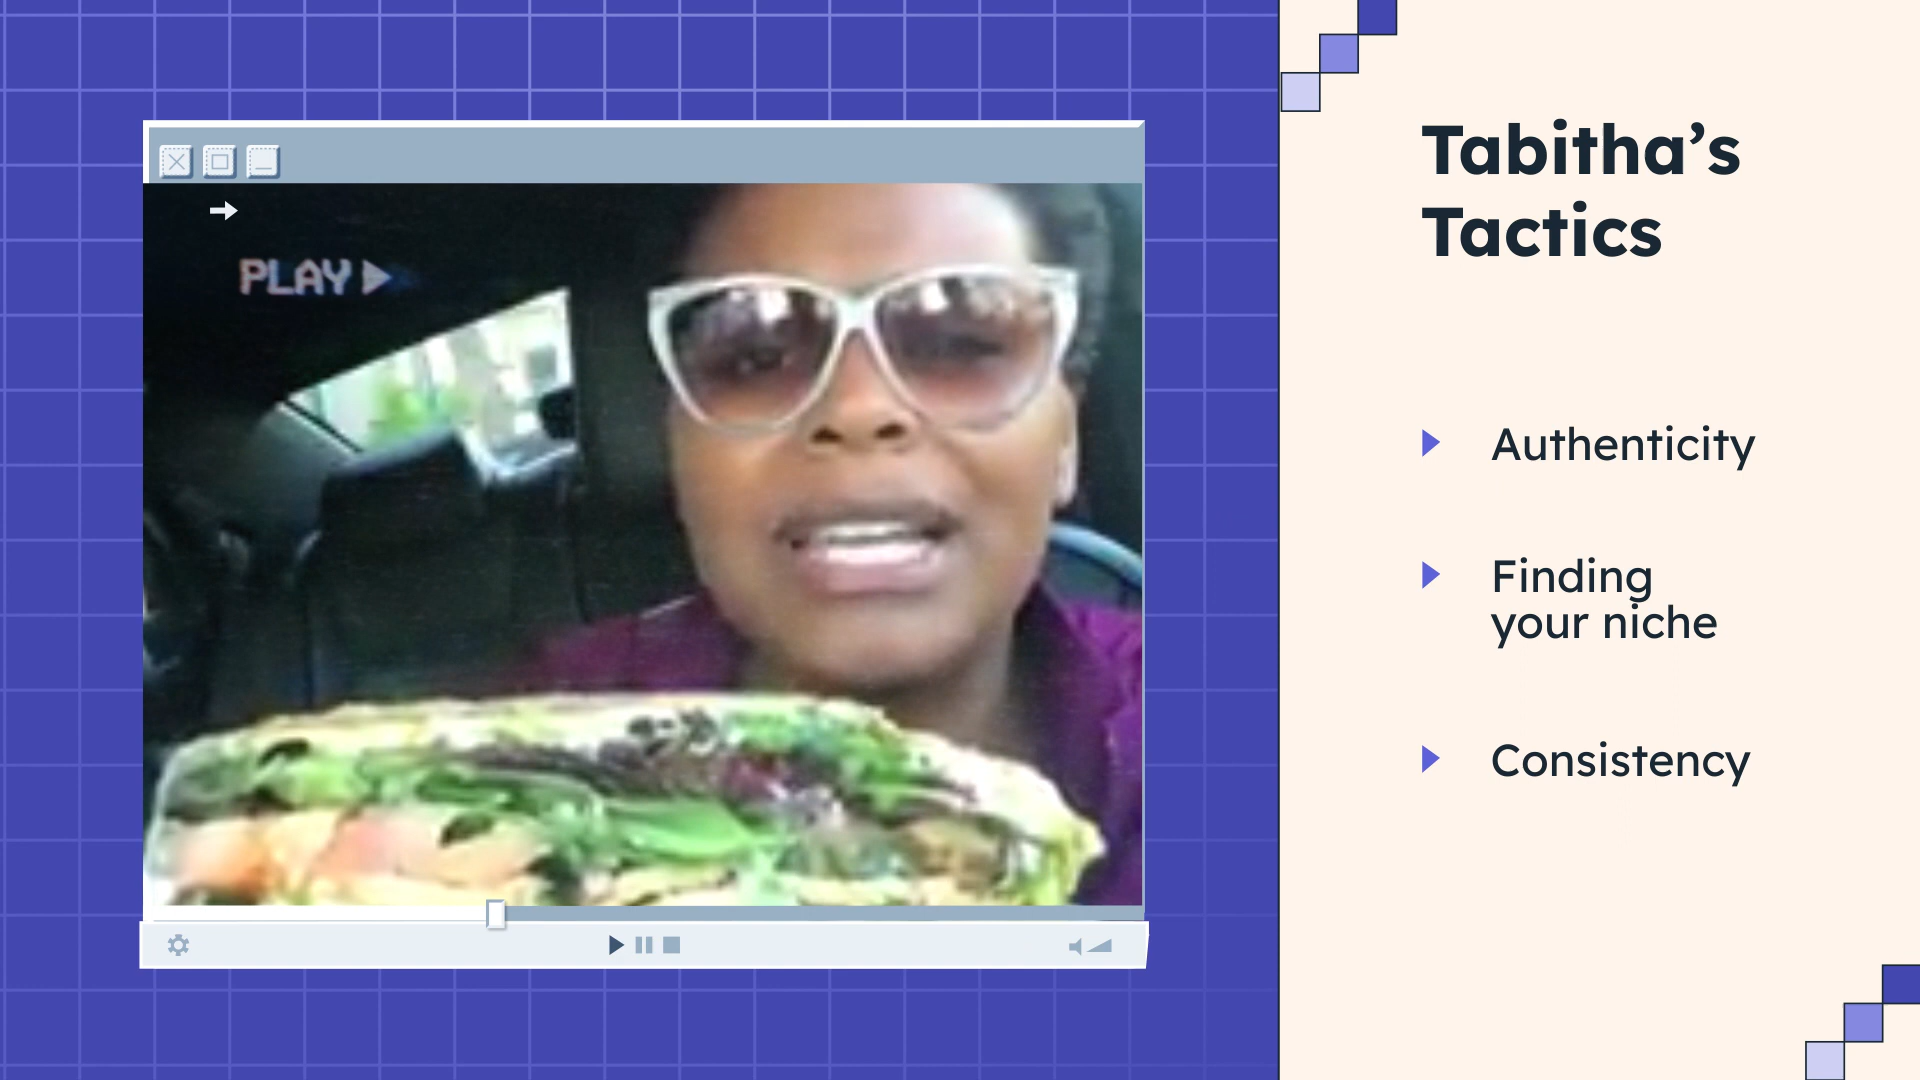 PLAY
Tabitha’s
Tactics
Authenticity
Finding
your niche
Consistency